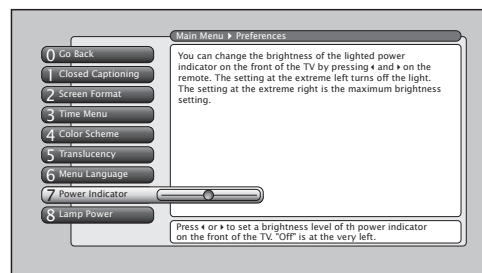 Main Menu ▸ Preferences
0 Go Back
1 Closed Captioning
2 Screen Format
3 Time Menu
4 Color Scheme
5 Translucency
6 Menu Language
7 Power Indicator
8 Lamp Power
You can change the brightness of the lighted power
indicator on the front of the TV by pressing ◂ and ▸ on the
remote. The setting at the extreme left turns off the light.
The setting at the extreme right is the maximum brightness
setting.
Press ◂ or ▸ to set a brightness level of th power indicator
on the front of the TV. "Off" is at the very left.